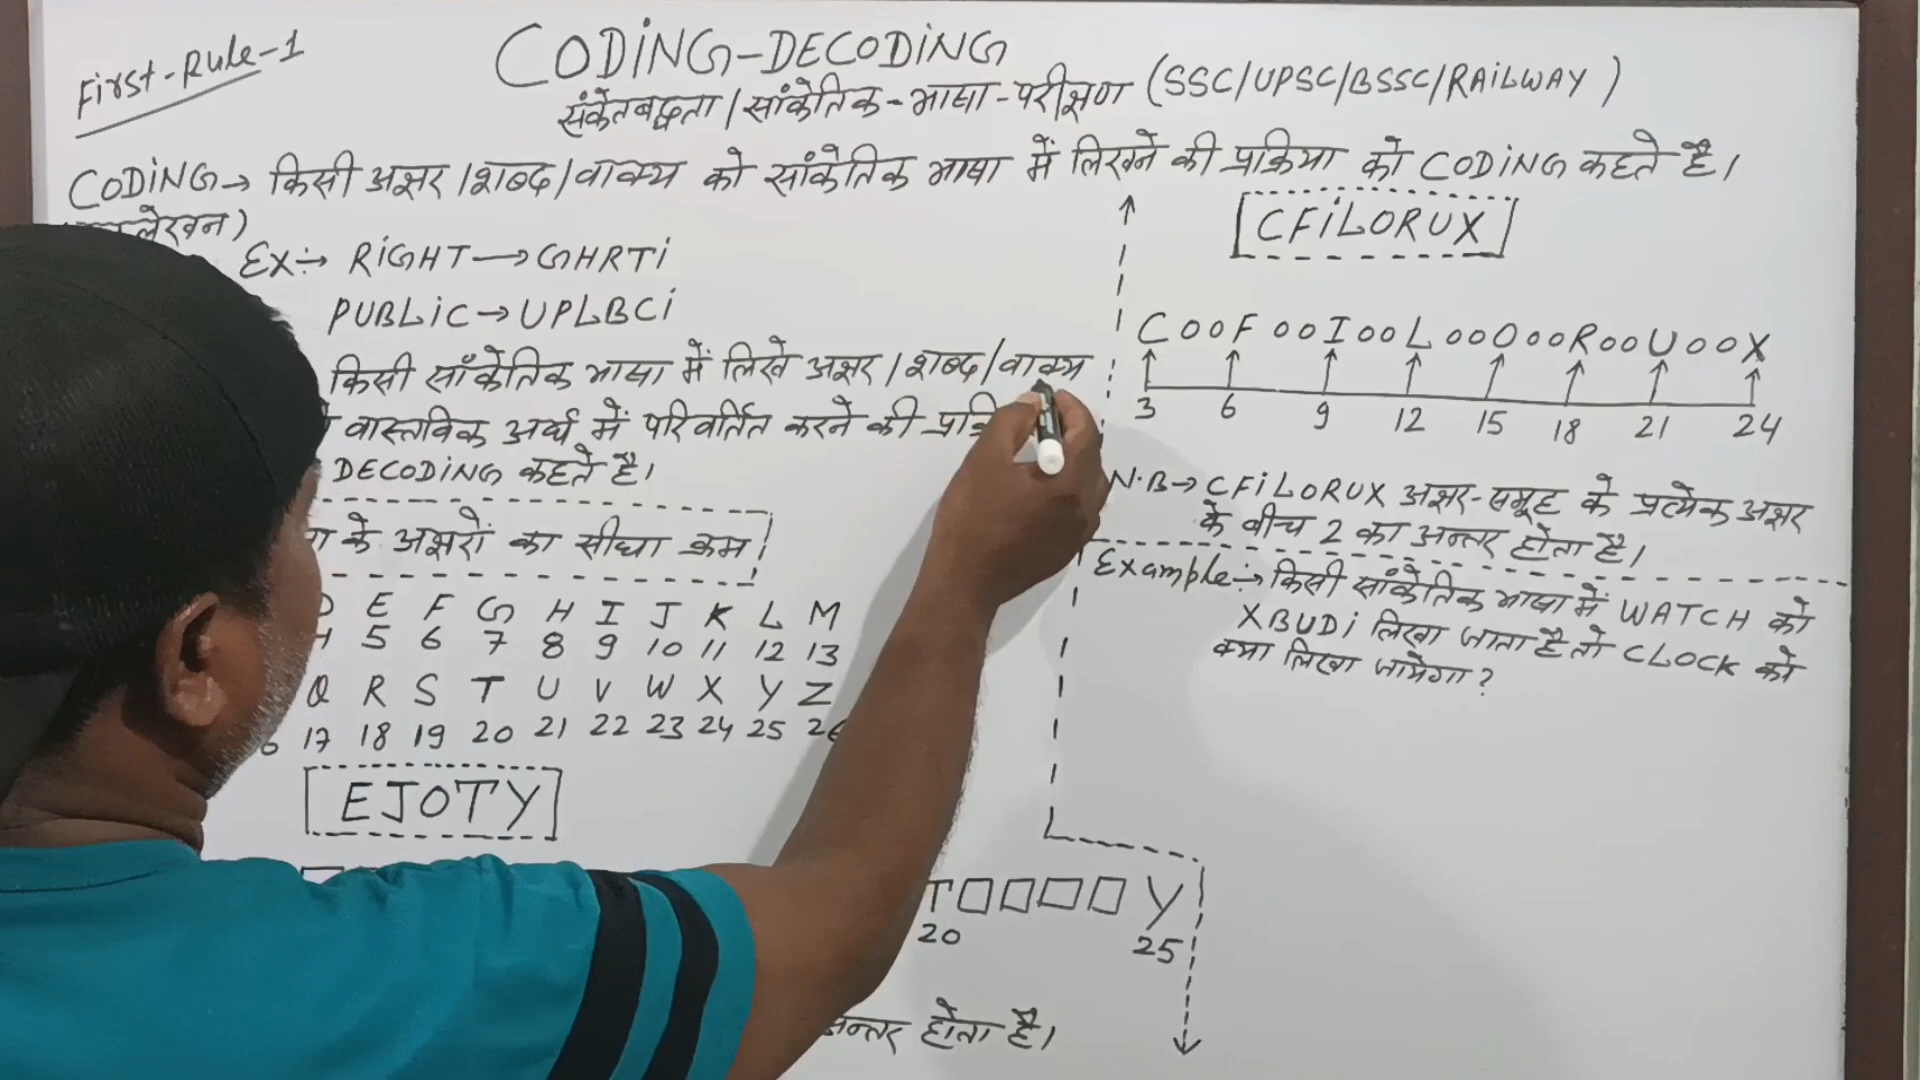 First-Rule-1
CODING-DECODING
संकेतबद्धता/सांकेतिक-भाषा-परीक्षण (SSC/UPSC/BSSC/RAILWAY)
CODING→ किसी अक्षर/शब्द/वाक्य को सांकेतिक भाषा में लिखने की प्रक्रिया को CODING कहते है।
लेखन)
Ex:→ RIGHT→GHRTI
PUBLIC→UPLBCI
किसी साँकेतिक भाषा में लिखे अक्षर/शब्द/वाक्य
वास्तविक अर्थ में परिवर्तित करने की
DECODING कहते है।
के अक्षरों का सीधा क्रम
D E F G H I J K L M
4 5 6 7 8 9 10 11 12 13
Q R S T U V W X Y Z
17 18 19 20 21 22 23 24 25 26
EJOTY
T□□□□Y
20 25
अन्तर होता है।
[CFILORUX]
C00F00I00L00O00R00U00X
3 6 9 12 15 18 21 24
N.B→ CFILORUX अक्षर-समूह के प्रत्येक अक्षर
के बीच 2 का अन्तर होता है।
Example:→ किसी सांकेतिक भाषा में WATCH को
XBUDI लिखा जाता है तो CLOCK को
क्या लिखा जायेगा?